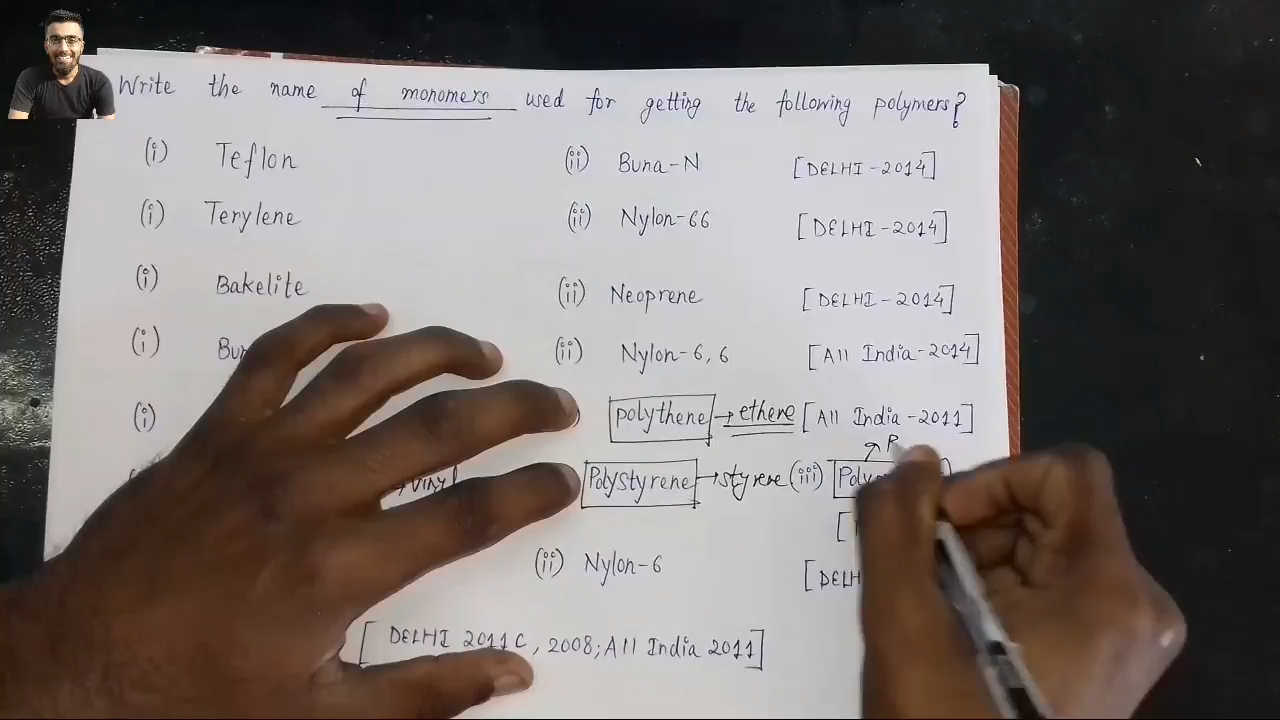 Write the name of monomers used for getting the following polymers?
(i) Teflon (ii) Buna-N [DELHI-2014]
(i) Terylene (ii) Nylon-66 [DELHI-2014]
(i) Bakelite (ii) Neoprene [DELHI-2014]
(i) (ii) Nylon-6,6 [All India-2014]
(i) polythene → ethene [All India-2011]
→ vinyl Polystyrene → styrene (iii)
(ii) Nylon-6
[DELHI 2011C, 2008; All India 2011]